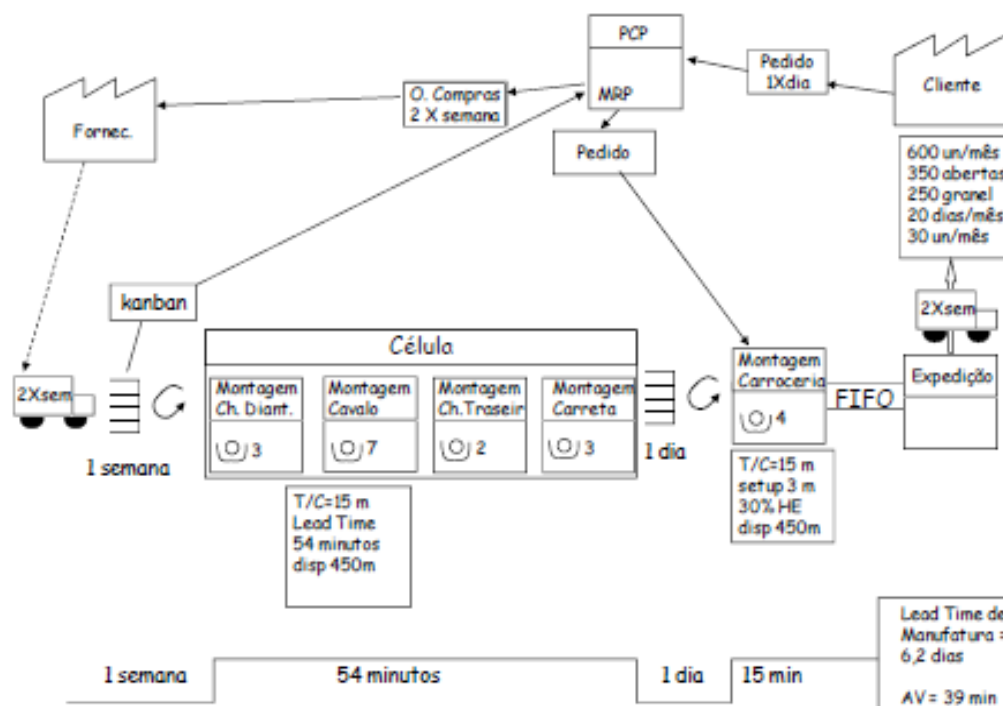 PCP
MRP
Pedido
1Xdia
Cliente
O. Compras
2 X semana
Fornec.
Pedido
600 un/mês
350 abertas
250 granel
20 dias/mês
30 un/mês
kanban
2Xsem
Célula
Montagem
Ch. Diant.
3
Montagem
Cavalo
7
Montagem
Ch.Traseir
2
Montagem
Carreta
3
Montagem
Carroceria
4
FIFO
Expedição
2Xsem
1 semana
1 dia
T/C=15 m
Lead Time
54 minutos
disp 450m
T/C=15 m
setup 3 m
30% HE
disp 450m
1 semana
54 minutos
1 dia
15 min
Lead Time de
Manufatura =
6,2 dias
AV = 39 min